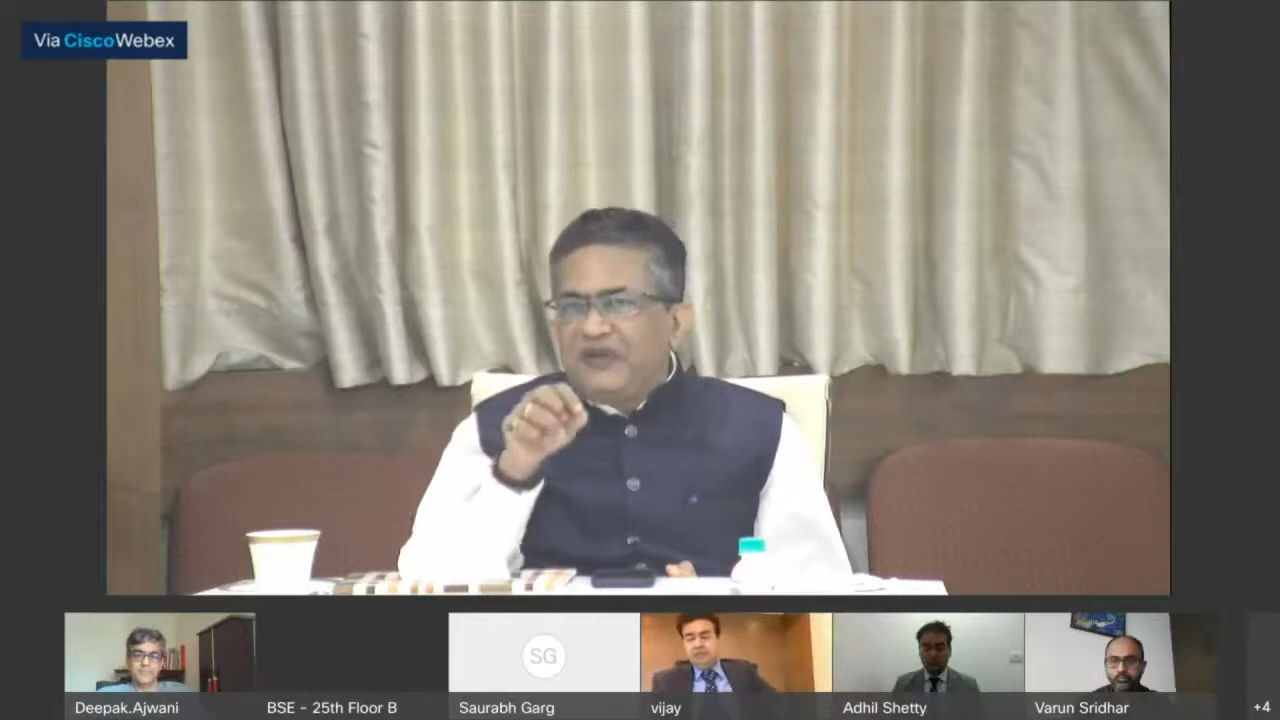 Via CiscoWebex
SG
Deepak.Ajwani
BSE - 25th Floor B
Saurabh Garg
vijay
Adhil Shetty
Varun Sridhar
+4